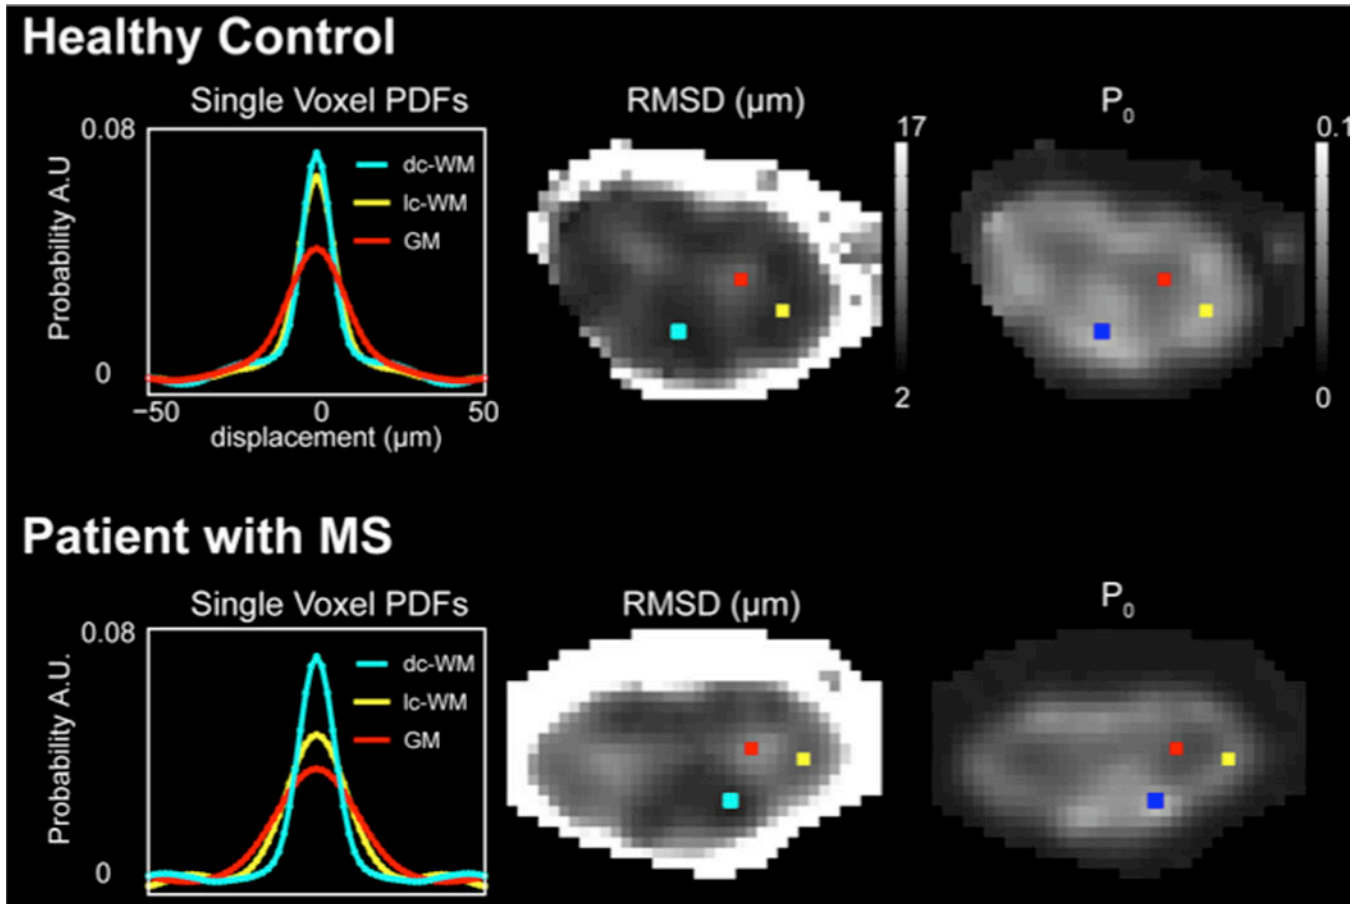 Healthy Control
Single Voxel PDFs
RMSD (µm)
P0
0.08
Probability A.U
0
dc-WM
lc-WM
GM
−50
0
50
displacement (µm)
17
2
0.1
0
Patient with MS
Single Voxel PDFs
RMSD (µm)
P0
0.08
Probability A.U.
0
dc-WM
lc-WM
GM